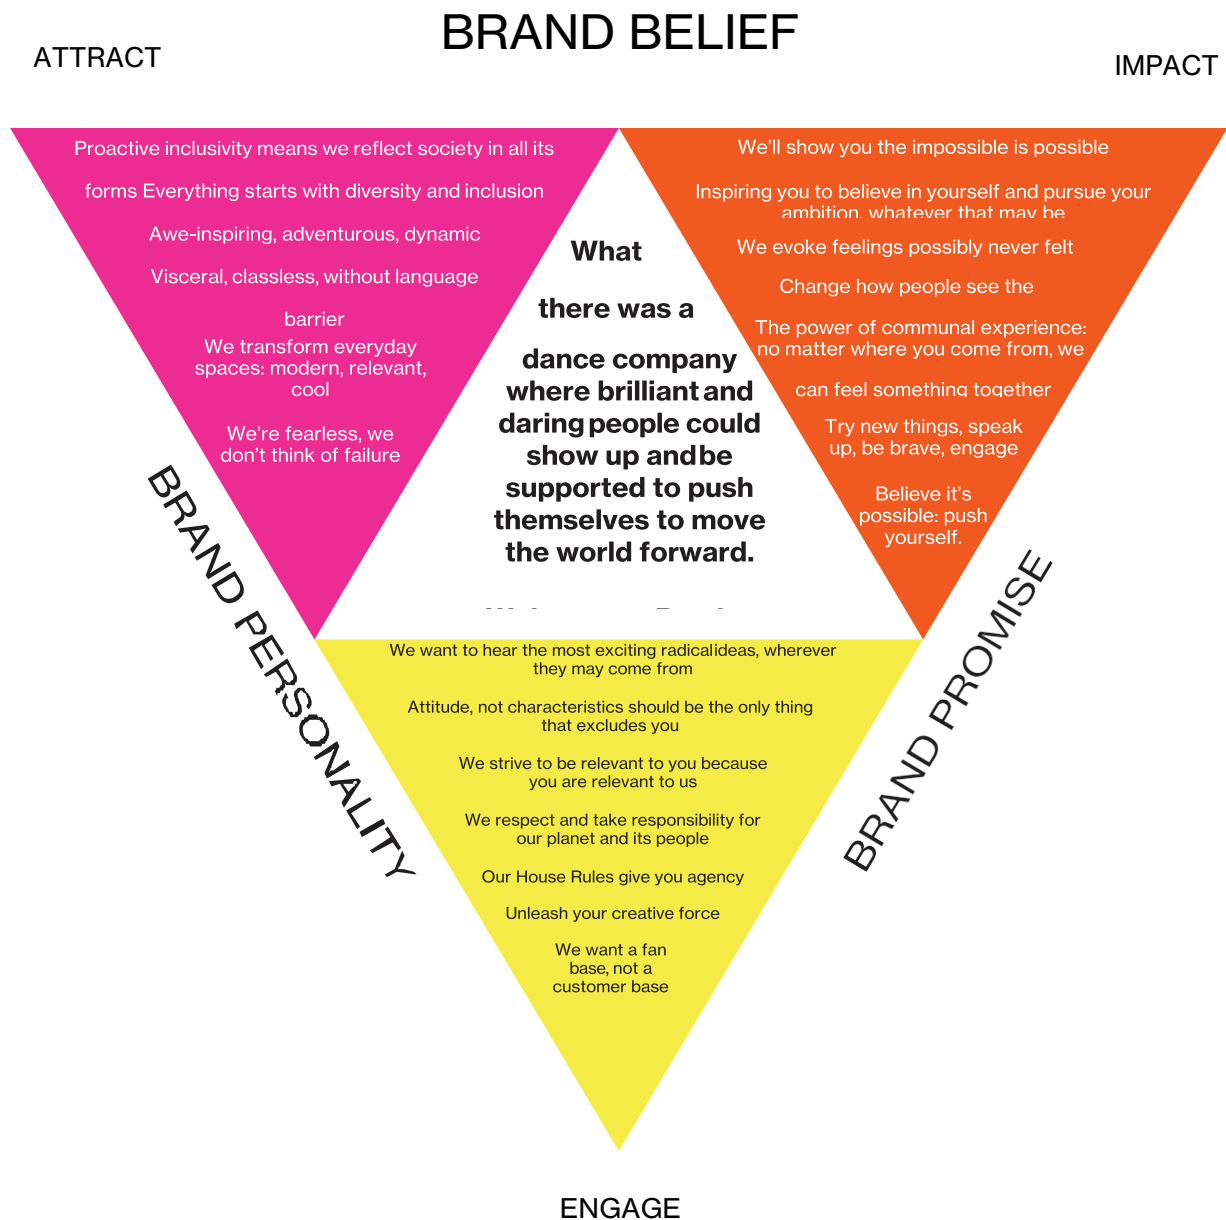 BRAND BELIEF
ATTRACT
IMPACT
Proactive inclusivity means we reflect society in all its
forms Everything starts with diversity and inclusion
Awe-inspiring, adventurous, dynamic
Visceral, classless, without language
barrier
We transform everyday
spaces: modern, relevant,
cool
We're fearless, we
don't think of failure
What
there was a
dance company
where brilliant and
daring people could
show up andbe
supported to push
themselves to move
the world forward.
We'll show you the impossible is possible
Inspiring you to believe in yourself and pursue your
ambition, whatever that may be
We evoke feelings possibly never felt
Change how people see the
The power of communal experience:
no matter where you come from, we
can feel something together
Try new things, speak
up, be brave, engage
Believe it's
possible: push
yourself.
BRAND PERSONALITY
BRAND PROMISE
We want to hear the most exciting radicalideas, wherever
they may come from
Attitude, not characteristics should be the only thing
that excludes you
We strive to be relevant to you because
you are relevant to us
We respect and take responsibility for
our planet and its people
Our House Rules give you agency
Unleash your creative force
We want a fan
base, not a
customer base
ENGAGE